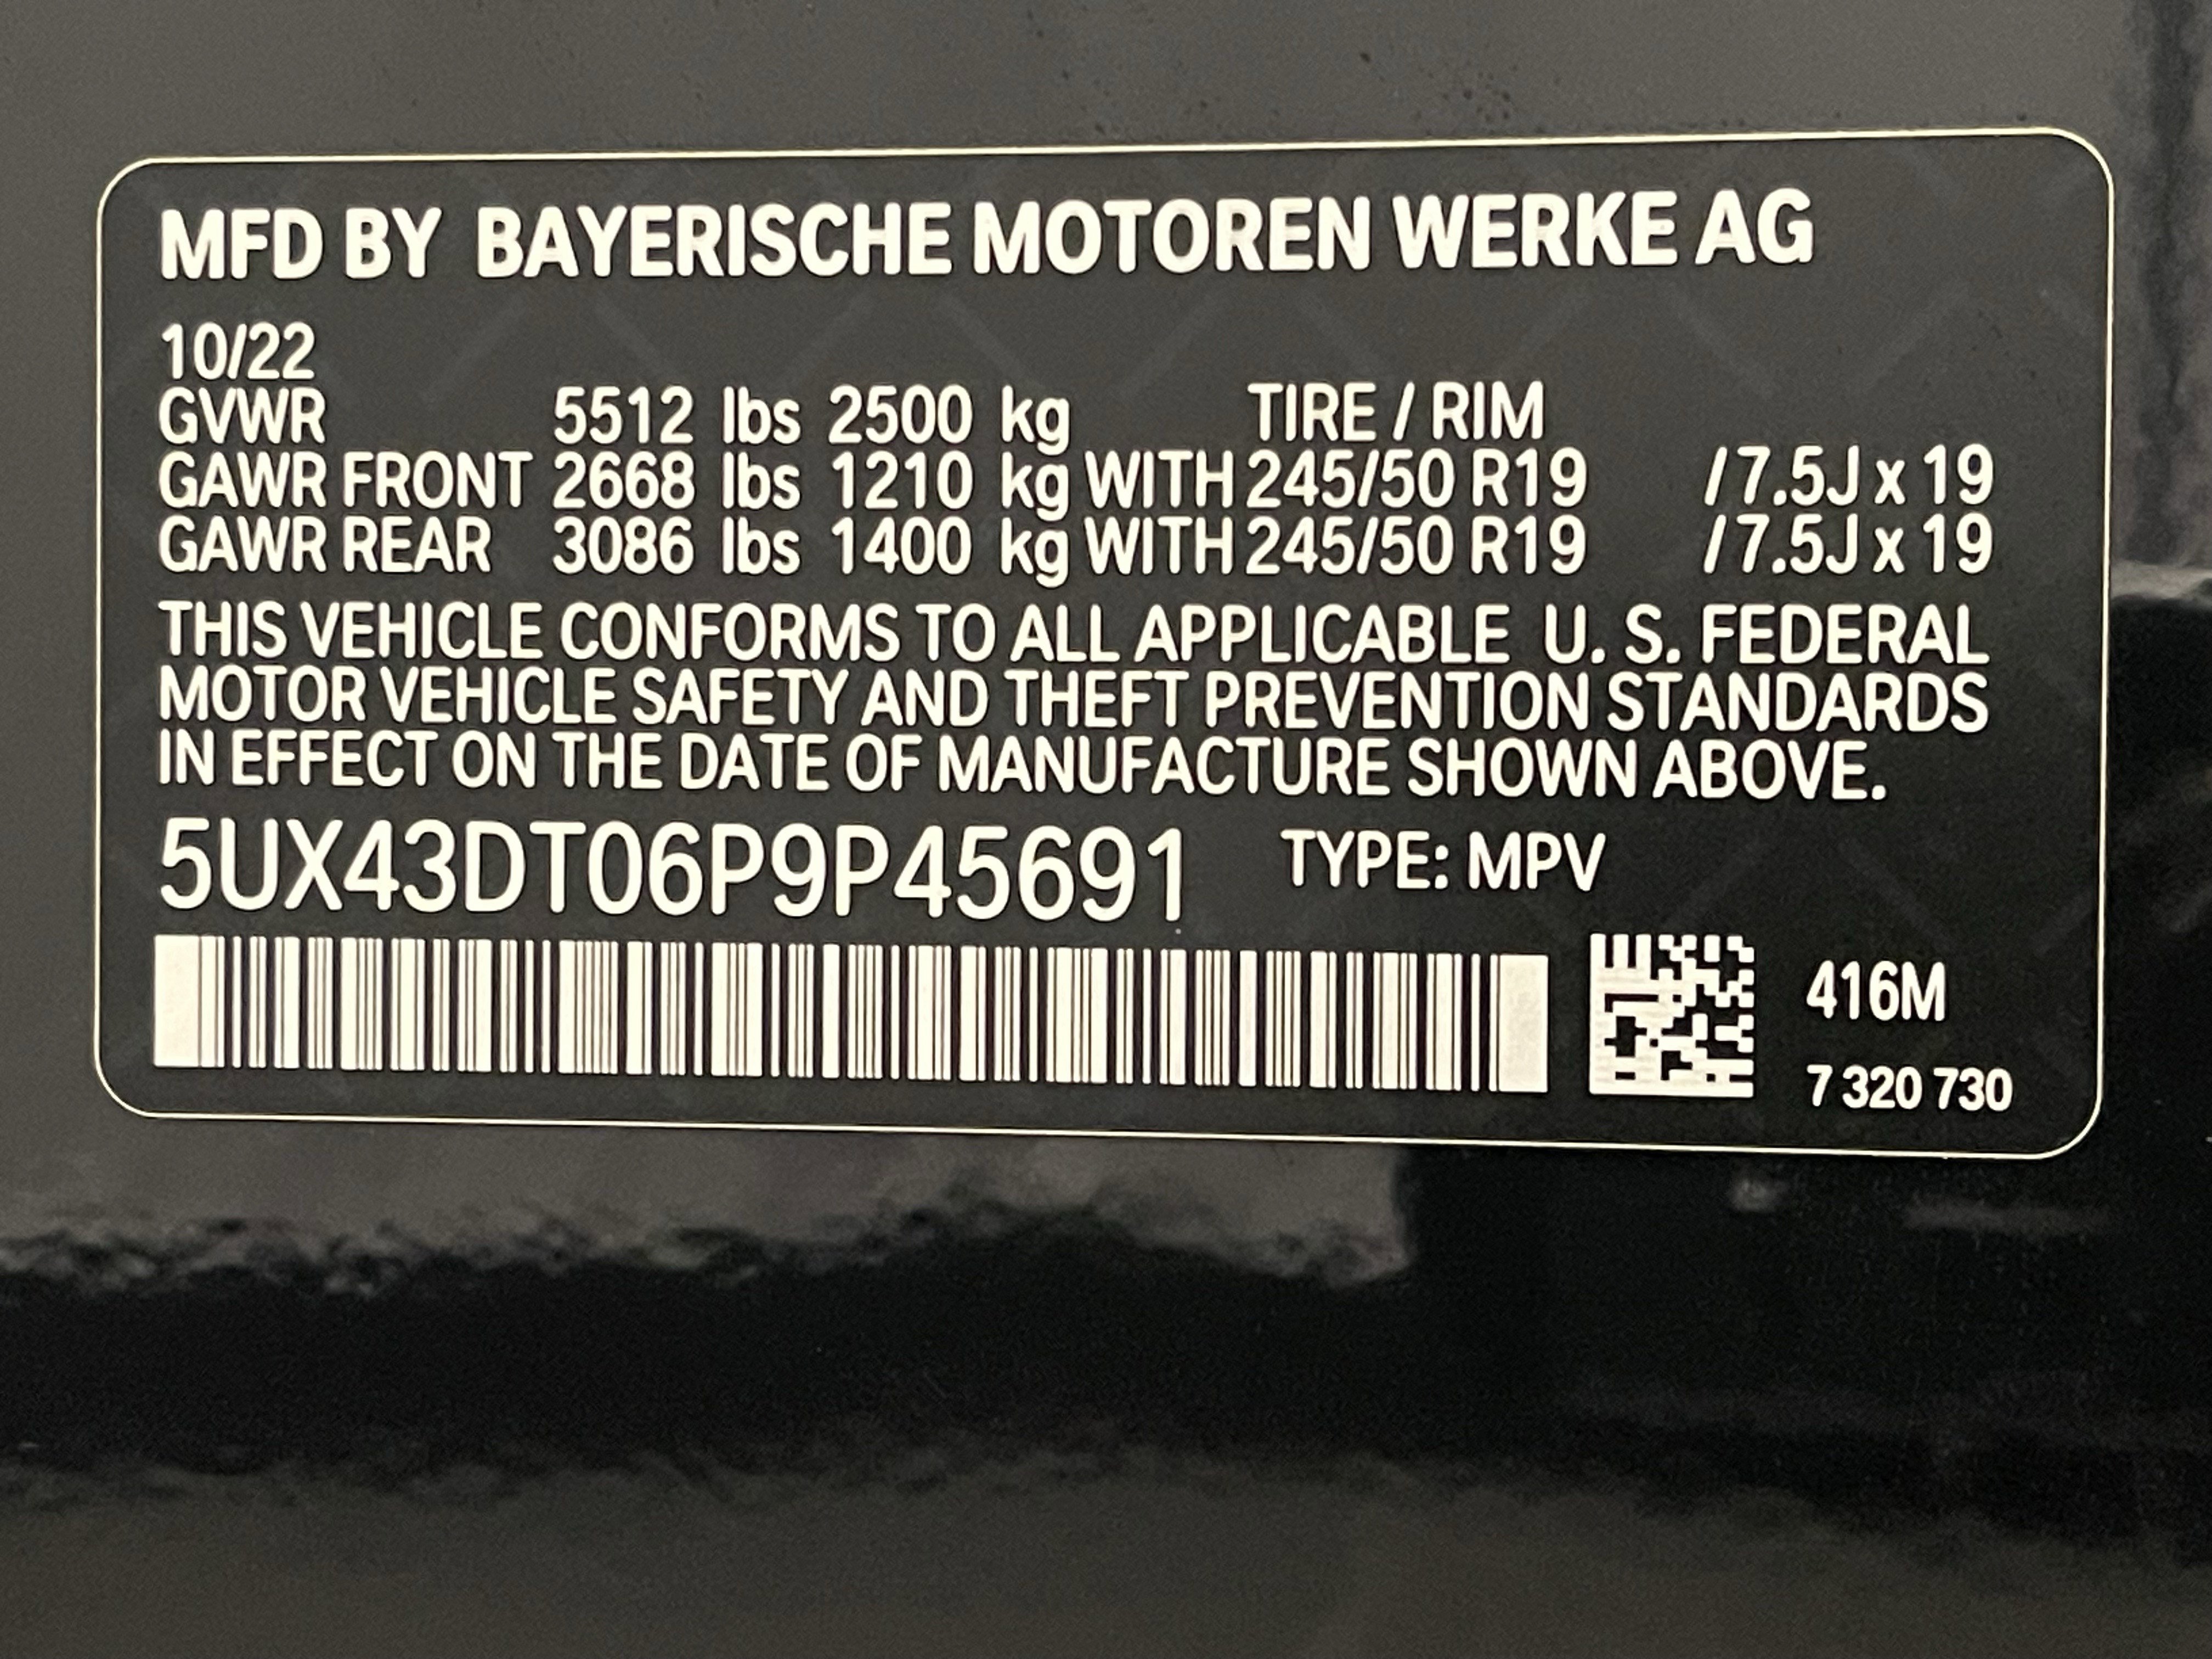 MFD BY BAYERISCHE MOTOREN WERKE AG
10/22
GVWR 5512 lbs 2500 kg TIRE / RIM
GAWR FRONT 2668 lbs 1210 kg WITH 245/50 R19 / 7.5J x 19
GAWR REAR 3086 lbs 1400 kg WITH 245/50 R19 / 7.5J x 19
THIS VEHICLE CONFORMS TO ALL APPLICABLE U. S. FEDERAL
MOTOR VEHICLE SAFETY AND THEFT PREVENTION STANDARDS
IN EFFECT ON THE DATE OF MANUFACTURE SHOWN ABOVE.
5UX43DT06P9P45691 TYPE: MPV
416M
7 320 730